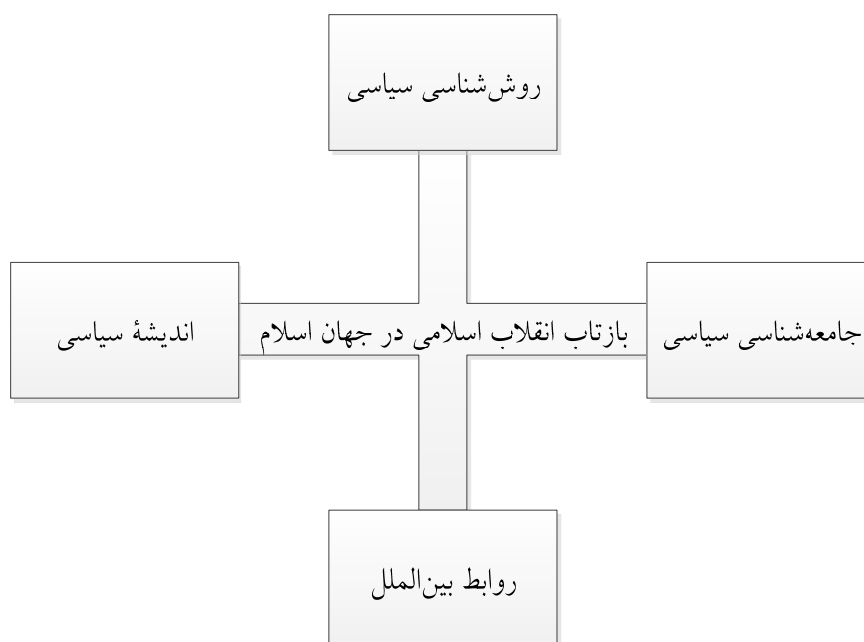 روش‌شناسی سیاسی
جامعه‌شناسی سیاسی
بازتاب انقلاب اسلامی در جهان اسلام
اندیشهٔ سیاسی
روابط بین‌الملل